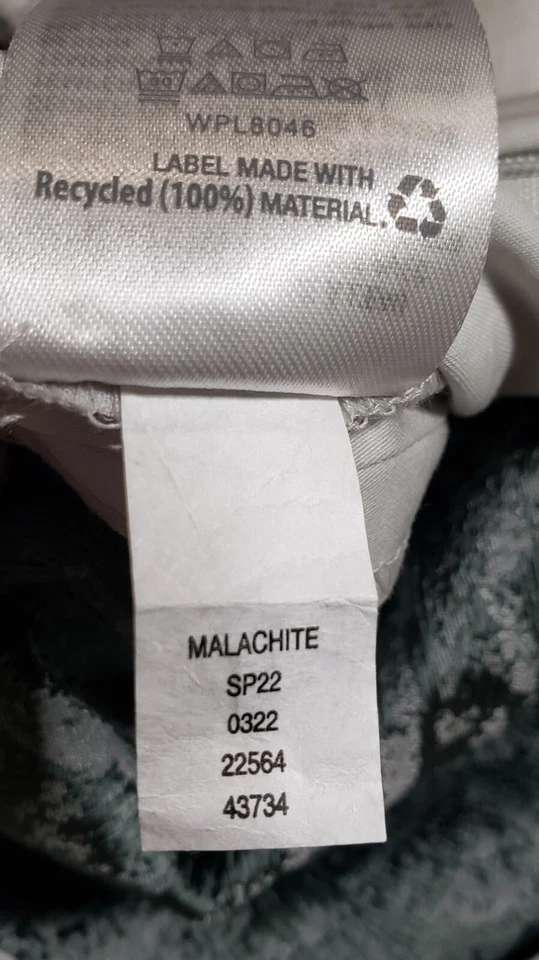 WPL8046
LABEL MADE WITH
Recycled (100%) MATERIAL.
MALACHITE
SP22
0322
22564
43734